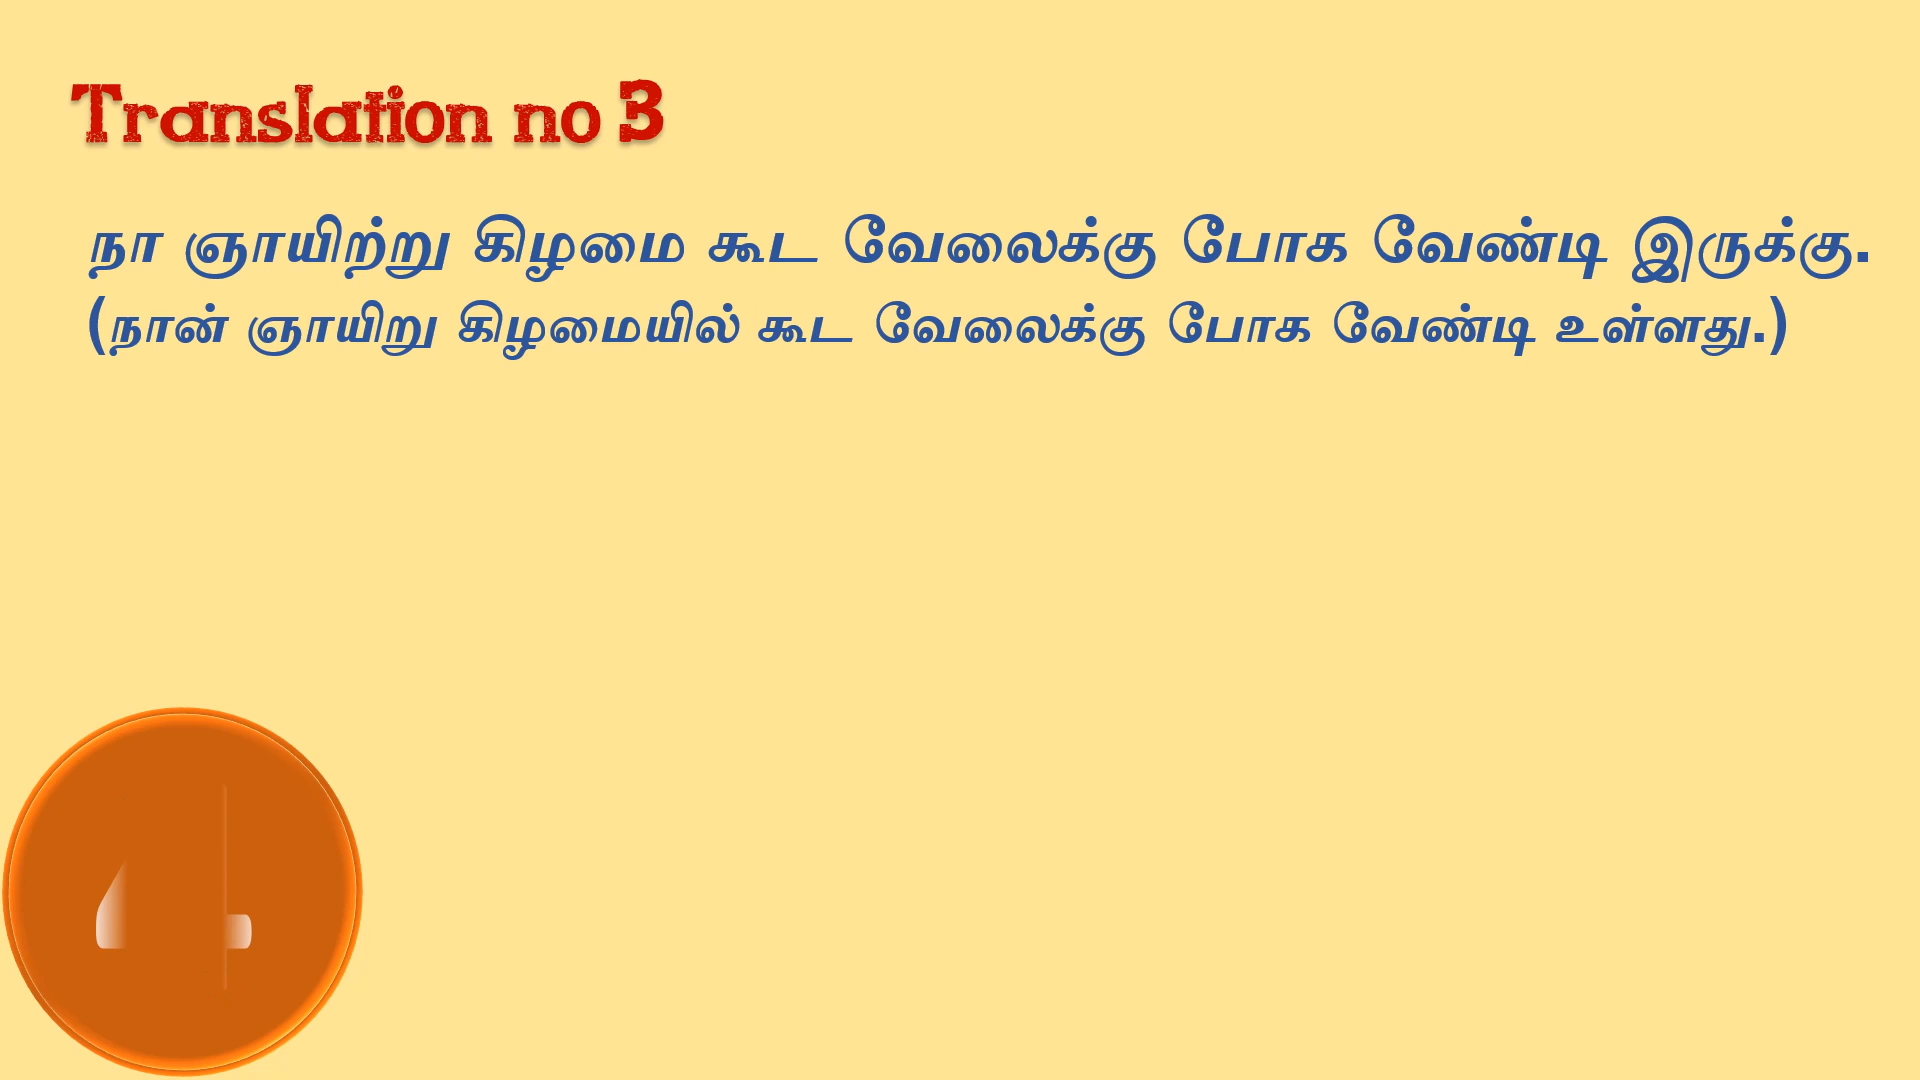 Translation no 3
நா ஞாயிற்று கிழமை கூட வேலைக்கு போக வேண்டி இருக்கு.
(நான் ஞாயிறு கிழமையில் கூட வேலைக்கு போக வேண்டி உள்ளது.)
4